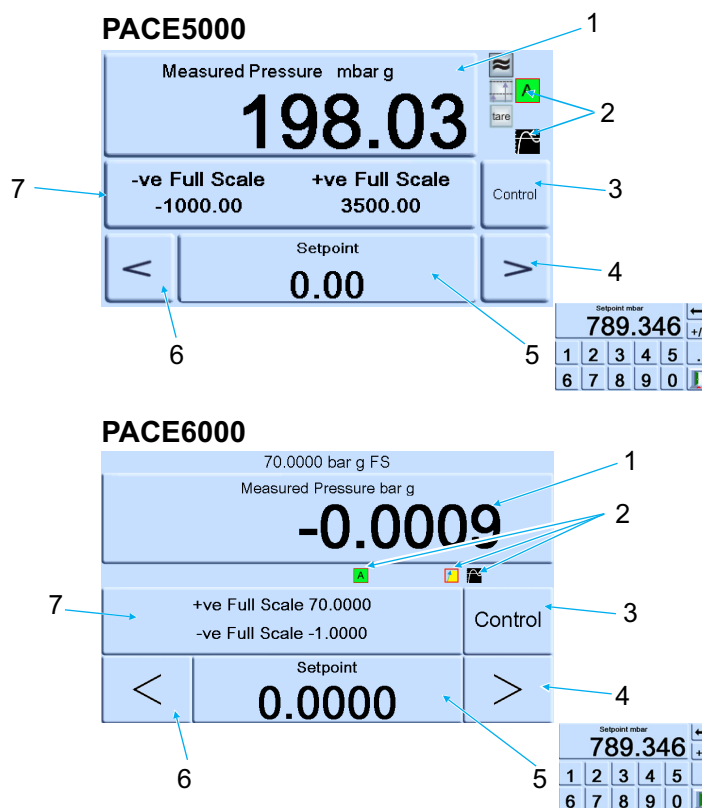 PACE5000
1
Measured Pressure mbar g
198.03
A
tare
2
-ve Full Scale +ve Full Scale
-1000.00 3500.00
Control
7
3
<
Setpoint
0.00
>
4
6
5
Setpoint mbar
789.346
+/
1 2 3 4 5 .
6 7 8 9 0
PACE6000
70.0000 bar g FS
1
Measured Pressure bar g
-0.0009
2
A
7
+ve Full Scale 70.0000
-ve Full Scale -1.0000
Control
3
<
Setpoint
0.0000
>
4
6
5
Setpoint mbar
789.346
+
1 2 3 4 5
6 7 8 9 0